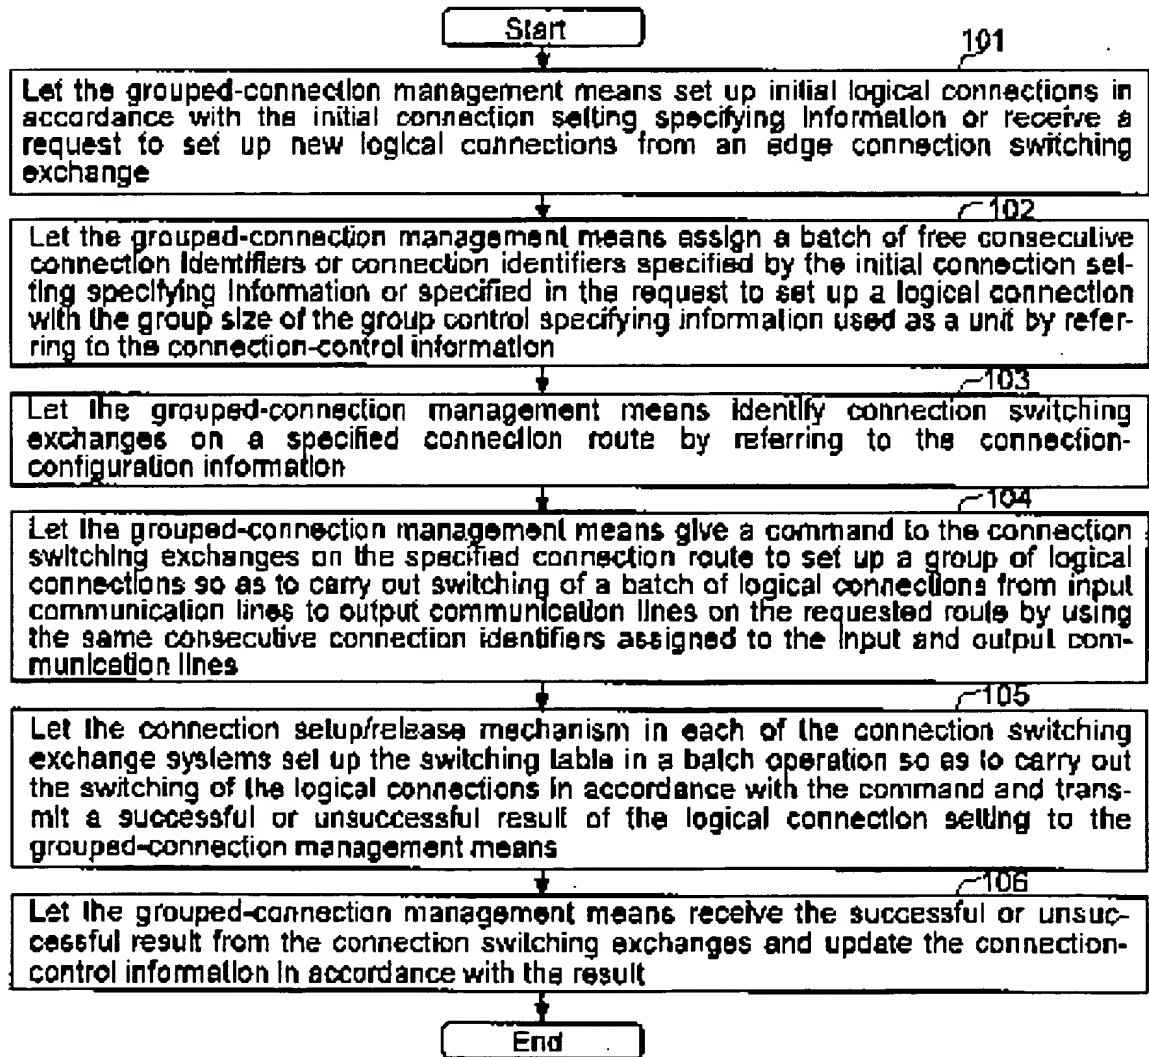 Start
101
Let the grouped-connection management means set up initial logical connections in
accordance with the initial connection setting specifying information or receive a
request to set up new logical connections from an edge connection switching
exchange
102
Let the grouped-connection management means assign a batch of free consecutive
connection identifiers or connection identifiers specified by the initial connection set-
ting specifying information or specified in the request to set up a logical connection
with the group size of the group control specifying information used as a unit by refer-
ring to the connection-control information
103
Let the grouped-connection management means identify connection switching
exchanges on a specified connection route by referring to the connection-
configuration information
104
Let the grouped-connection management means give a command to the connection
switching exchanges on the specified connection route to set up a group of logical
connections so as to carry out switching of a batch of logical connections from input
communication lines to output communication lines on the requested route by using
the same consecutive connection identifiers assigned to the input and output com-
munication lines
105
Let the connection setup/release mechanism in each of the connection switching
exchange systems set up the switching table in a batch operation so as to carry out
the switching of the logical connections in accordance with the command and trans-
mit a successful or unsuccessful result of the logical connection setting to the
grouped-connection management means
106
Let the grouped-connection management means receive the successful or unsuc-
cessful result from the connection switching exchanges and update the connection-
control information in accordance with the result
End